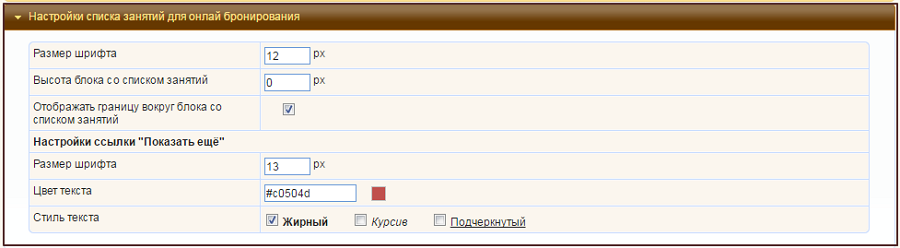 Настройки списка занятий для онлай бронирования
Размер шрифта 12 px
Высота блока со списком занятий 0 px
Отображать границу вокруг блока со
списком занятий
Настройки ссылки "Показать ещё"
Размер шрифта 13 px
Цвет текста #c0504d
Стиль текста Жирный Курсив Подчеркнутый